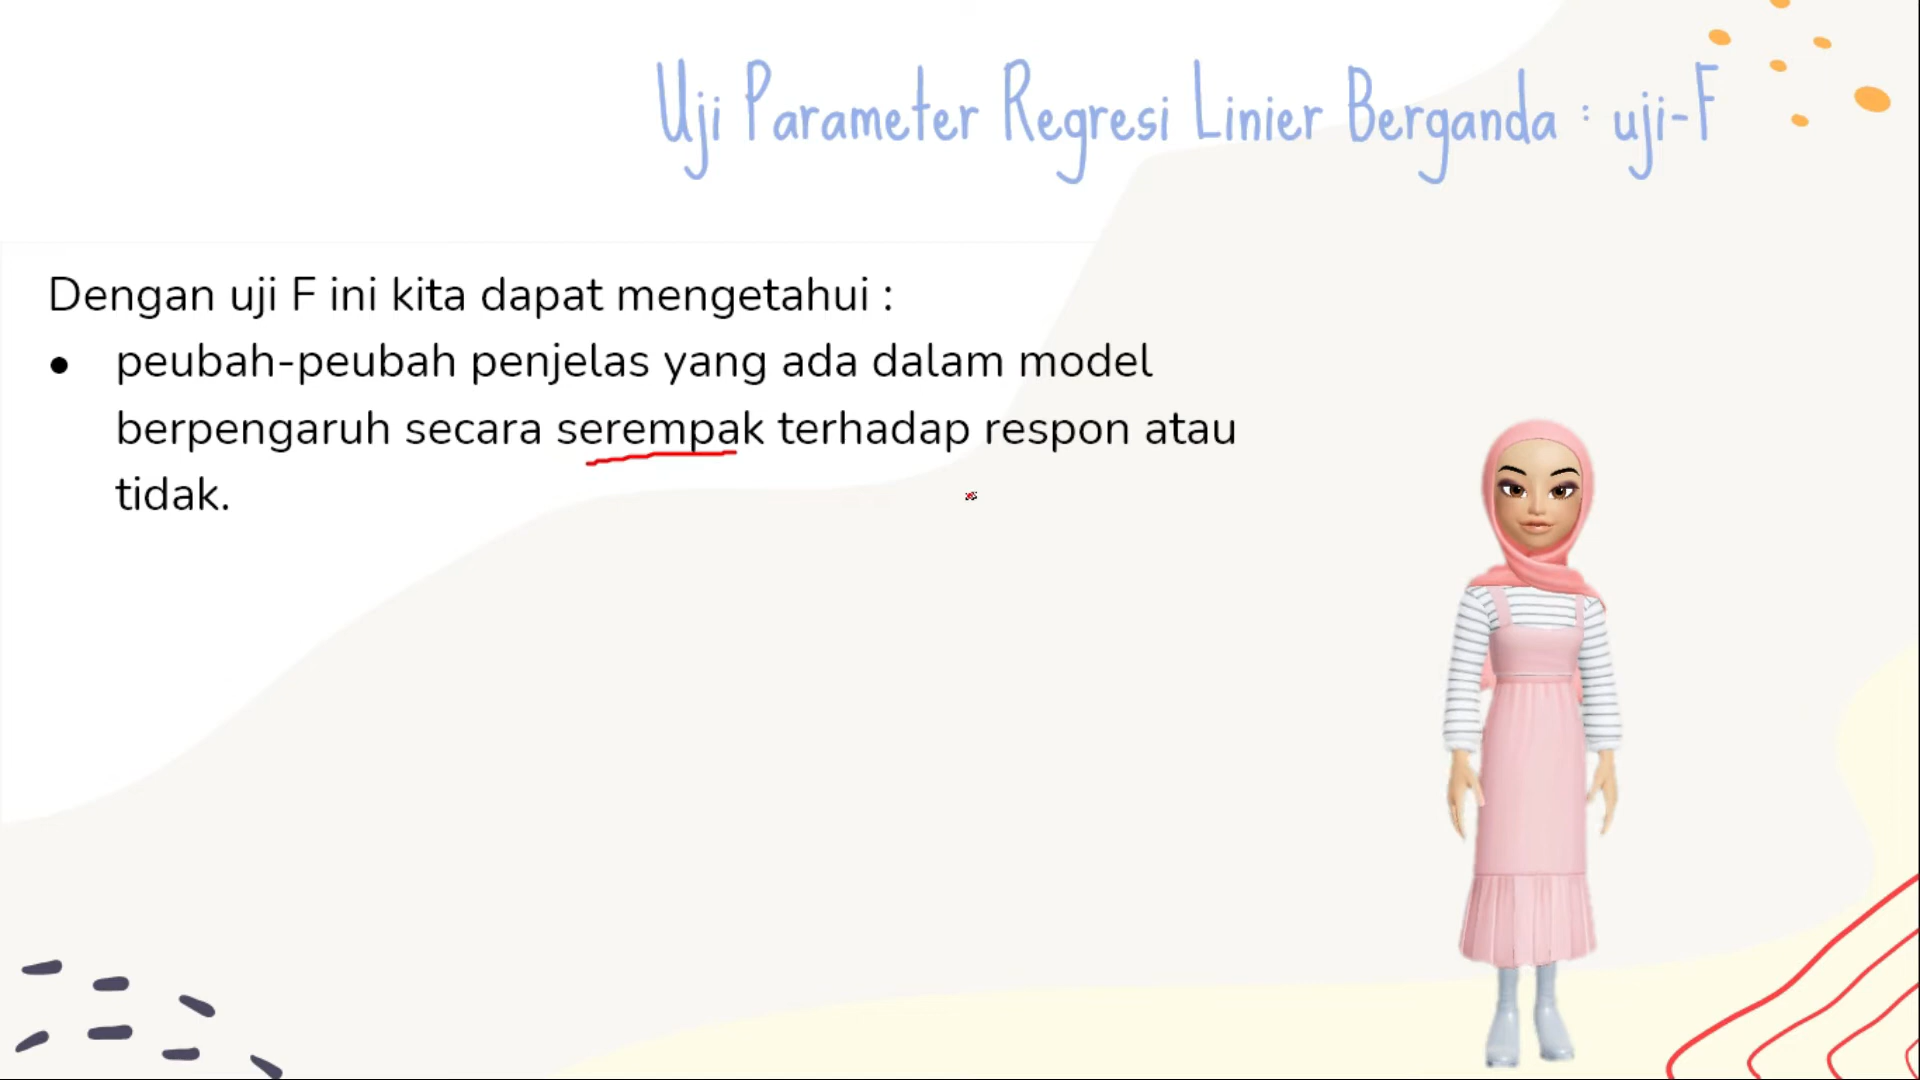 Uji Parameter Regresi Linier Berganda : uji-F
Dengan uji F ini kita dapat mengetahui :
● peubah-peubah penjelas yang ada dalam model
berpengaruh secara serempak terhadap respon atau
tidak.